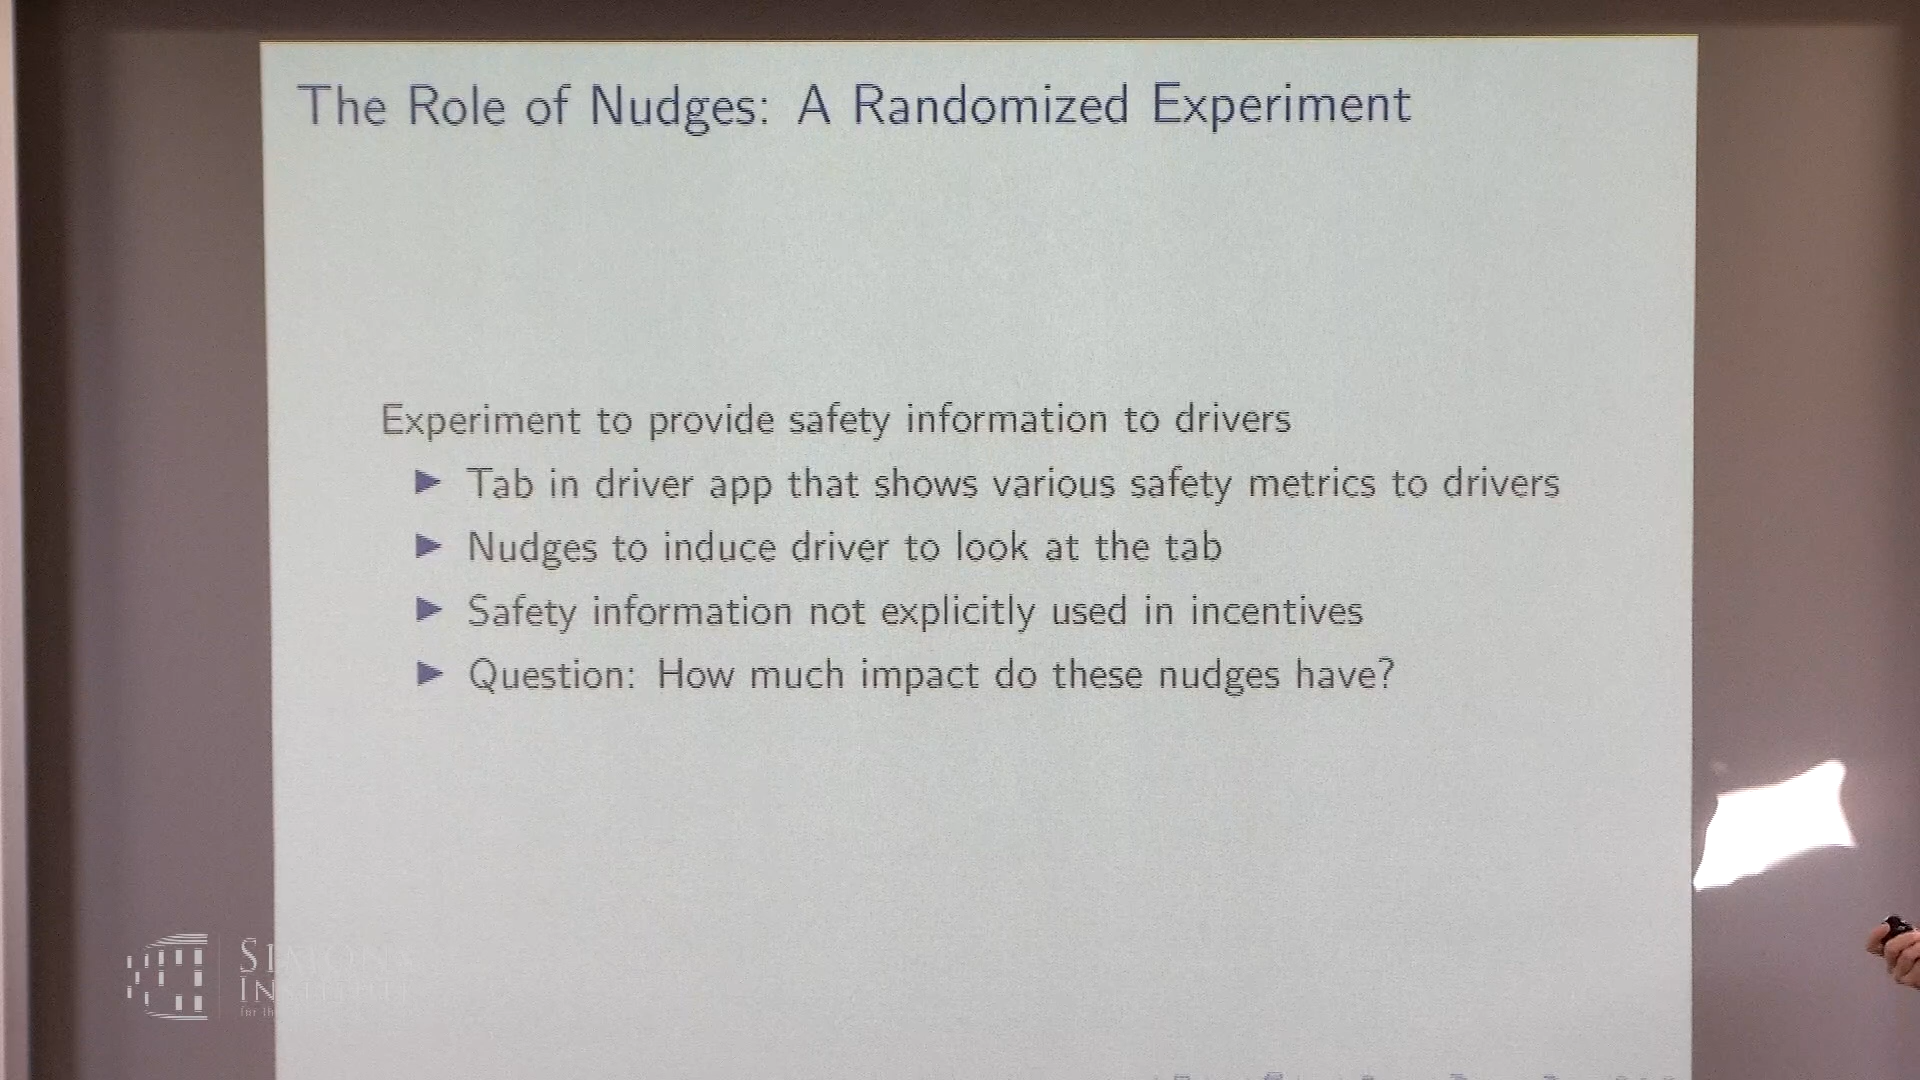 The Role of Nudges: A Randomized Experiment
Experiment to provide safety information to drivers
▶ Tab in driver app that shows various safety metrics to drivers
▶ Nudges to induce driver to look at the tab
▶ Safety information not explicitly used in incentives
▶ Question: How much impact do these nudges have?
SIMONS
INSTITUTE